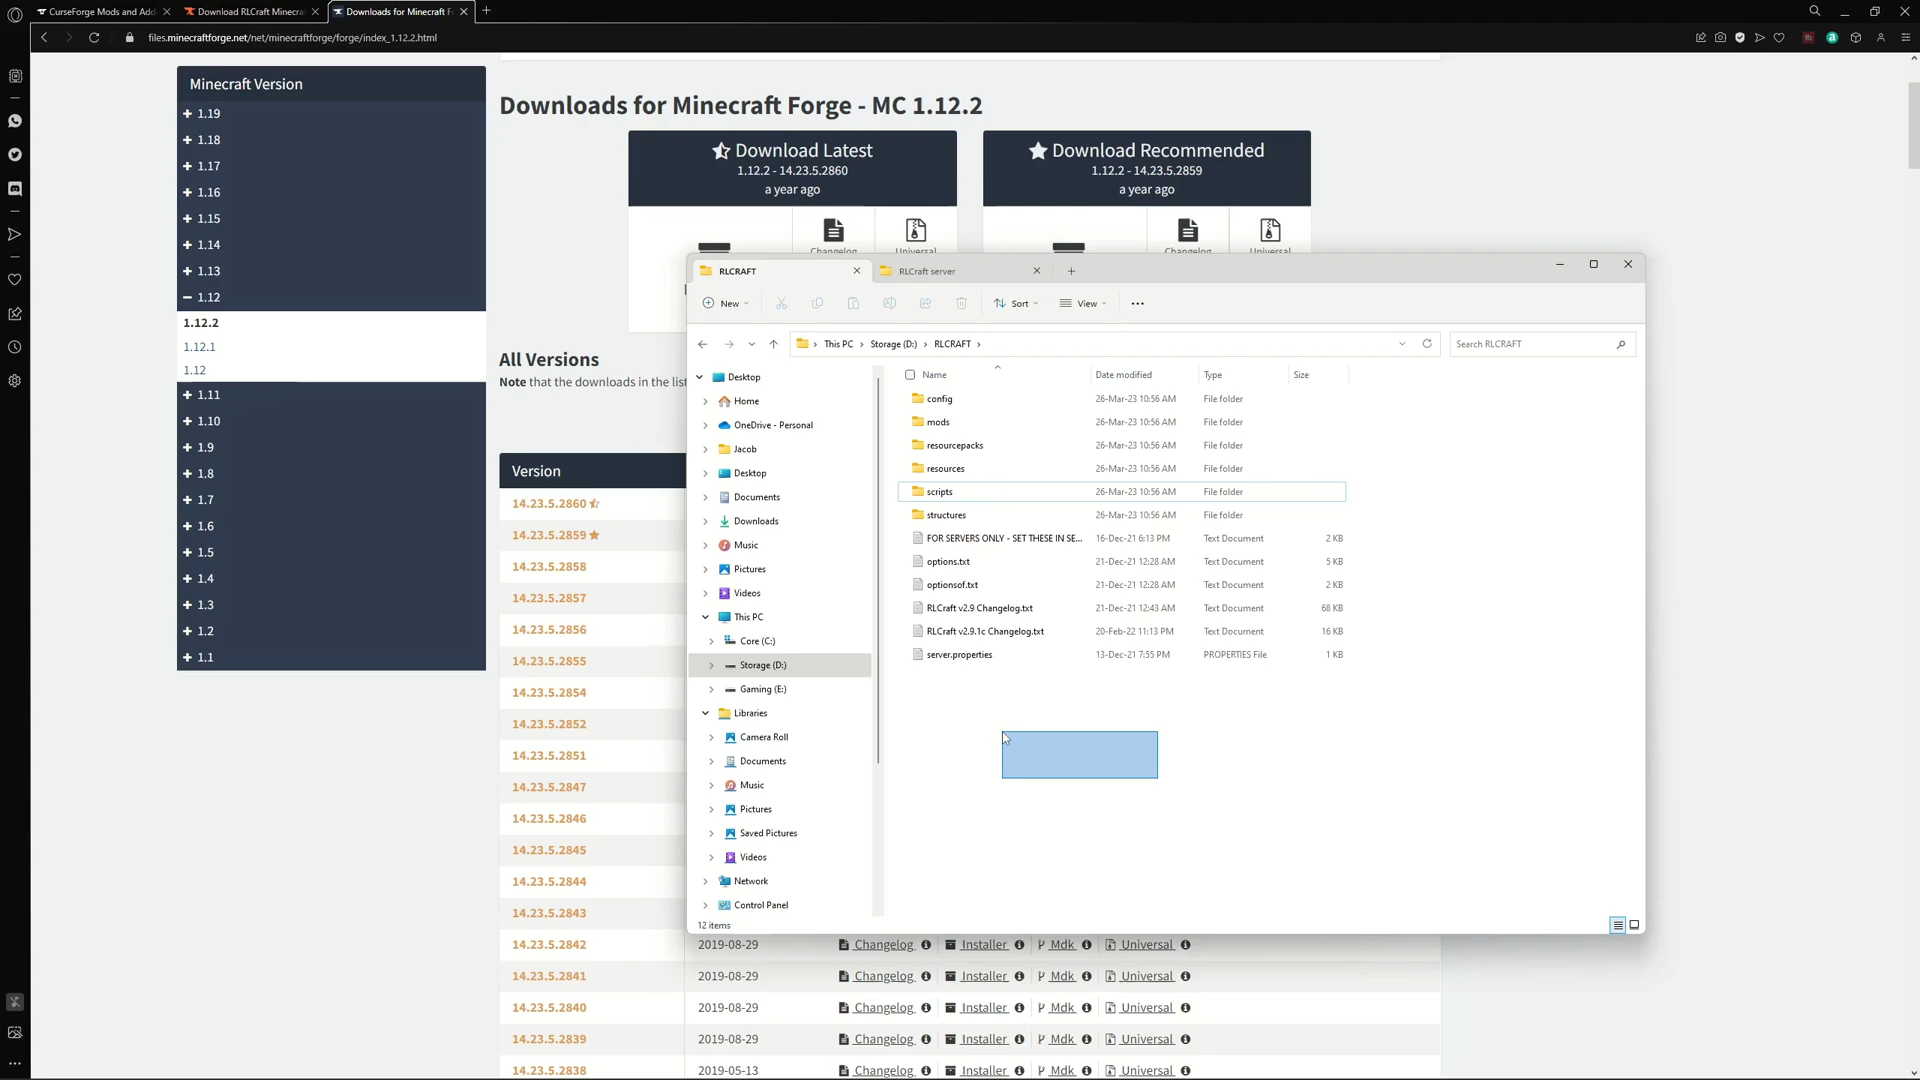 CurseForge Mods and Add
Download RLCraft Minecra
Downloads for Minecraft F
files.minecraftforge.net/net/minecraftforge/forge/index_1.12.2.html
Minecraft Version
1.19
1.18
1.17
1.16
1.15
1.14
1.13
1.12
1.12.2
1.12.1
1.12
1.11
1.10
1.9
1.8
1.7
1.6
1.5
1.4
1.3
1.2
1.1
Downloads for Minecraft Forge - MC 1.12.2
Download Latest
1.12.2 - 14.23.5.2860
a year ago
Changelog
Universal
Download Recommended
1.12.2 - 14.23.5.2859
a year ago
Changelog
Universal
All Versions
Note that the downloads in the list
Version
14.23.5.2860
14.23.5.2859
14.23.5.2858
14.23.5.2857
14.23.5.2856
14.23.5.2855
14.23.5.2854
14.23.5.2852
14.23.5.2851
14.23.5.2847
14.23.5.2846
14.23.5.2845
14.23.5.2844
14.23.5.2843
14.23.5.2842 2019-08-29 Changelog Installer Mdk Universal
14.23.5.2841 2019-08-29 Changelog Installer Mdk Universal
14.23.5.2840 2019-08-29 Changelog Installer Mdk Universal
14.23.5.2839 2019-08-29 Changelog Installer Mdk Universal
14.23.5.2838 2019-05-13 Changelog Installer Mdk Universal
RLCRAFT
RLCraft server
New
Sort
View
This PC
Storage (D:)
RLCRAFT
Search RLCRAFT
Desktop
Home
OneDrive - Personal
Jacob
Desktop
Documents
Downloads
Music
Pictures
Videos
This PC
Core (C:)
Storage (D:)
Gaming (E:)
Libraries
Camera Roll
Documents
Music
Pictures
Saved Pictures
Videos
Network
Control Panel
Name Date modified Type Size
config 26-Mar-23 10:56 AM File folder
mods 26-Mar-23 10:56 AM File folder
resourcepacks 26-Mar-23 10:56 AM File folder
resources 26-Mar-23 10:56 AM File folder
scripts 26-Mar-23 10:56 AM File folder
structures 26-Mar-23 10:56 AM File folder
FOR SERVERS ONLY - SET THESE IN SE... 16-Dec-21 6:13 PM Text Document 2 KB
options.txt 21-Dec-21 12:28 AM Text Document 5 KB
optionsof.txt 21-Dec-21 12:28 AM Text Document 2 KB
RLCraft v2.9 Changelog.txt 21-Dec-21 12:43 AM Text Document 68 KB
RLCraft v2.9.1c Changelog.txt 20-Feb-22 11:13 PM Text Document 16 KB
server.properties 13-Dec-21 7:55 PM PROPERTIES File 1 KB
12 items